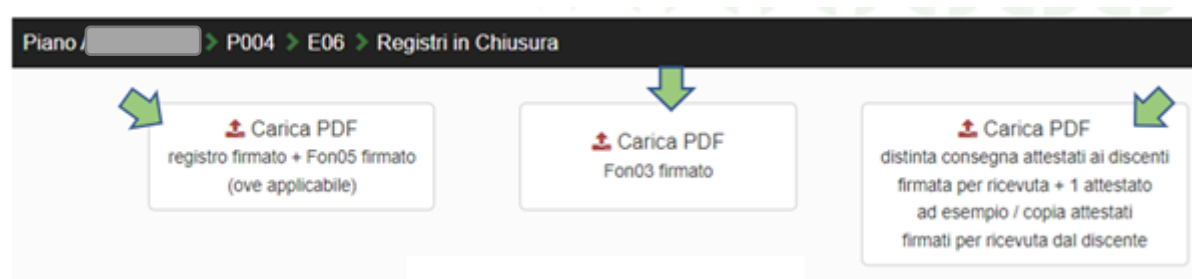 Piano / > P004 > E06 > Registri in Chiusura
Carica PDF
registro firmato + Fon05 firmato
(ove applicabile)
Carica PDF
Fon03 firmato
Carica PDF
distinta consegna attestati ai discenti
firmata per ricevuta + 1 attestato
ad esempio / copia attestati
firmati per ricevuta dal discente